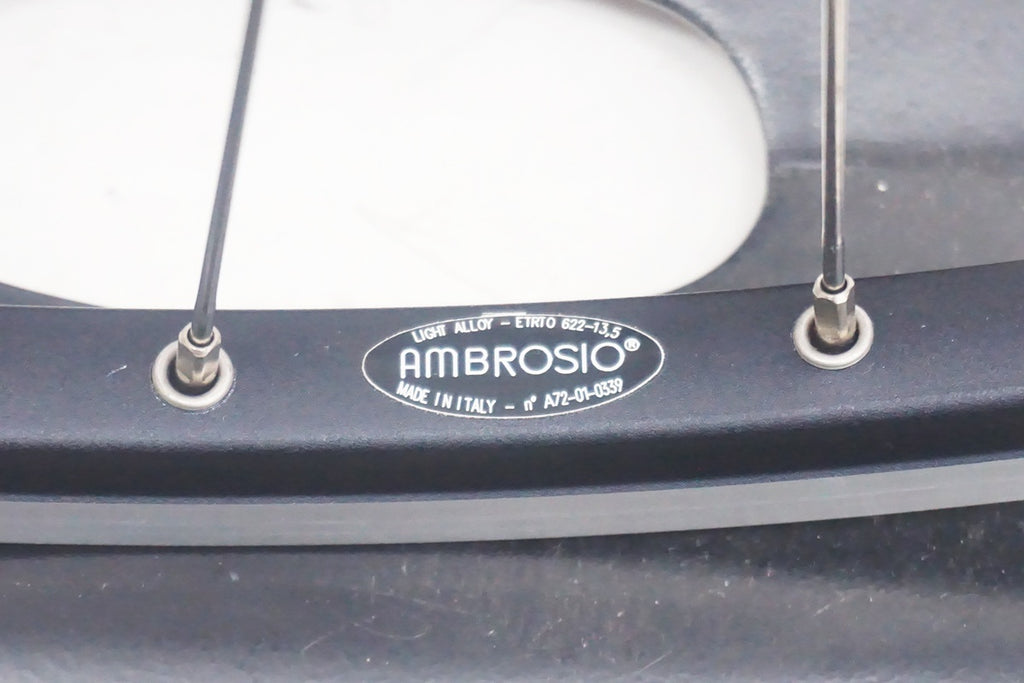 LIGHT ALLOY - ETRTO 622-13,5
AMBROSIO®
MADE IN ITALY - n° A72-01-0339